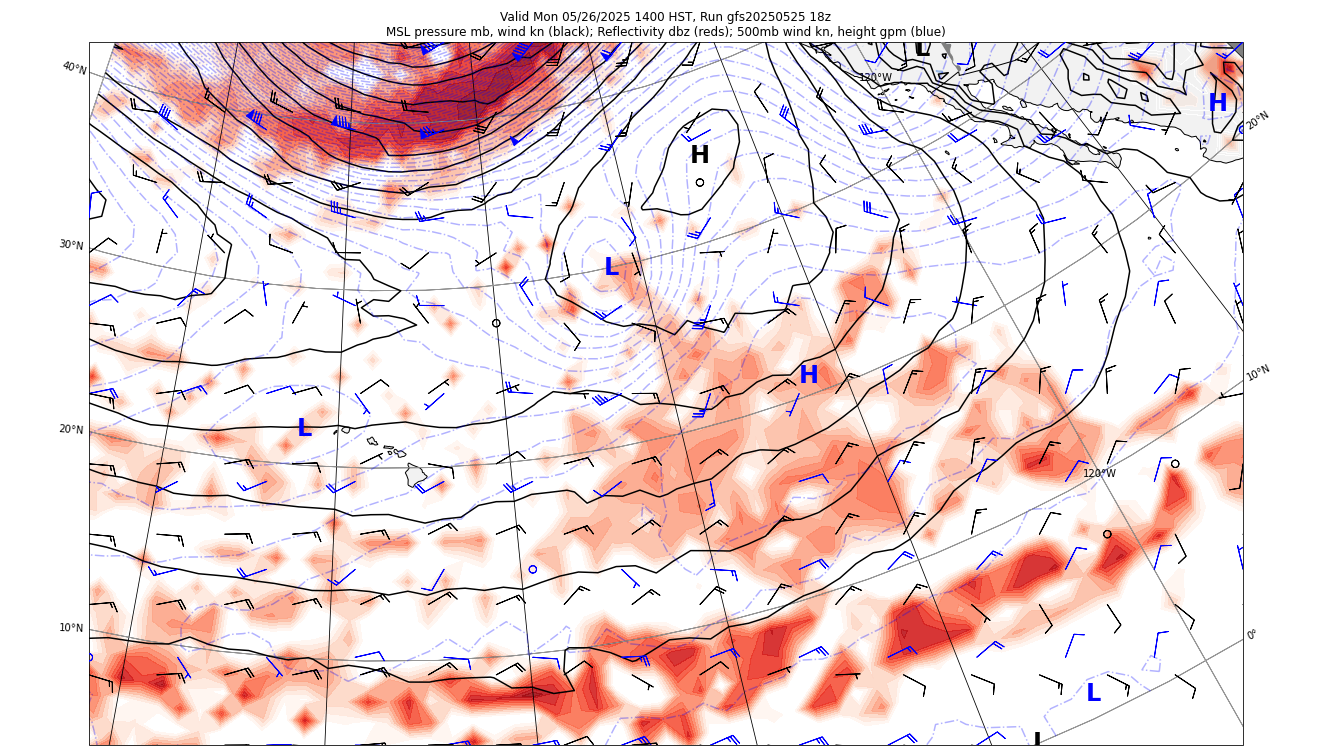 Valid Mon 05/26/2025 1400 HST, Run gfs20250525 18z
MSL pressure mb, wind kn (black); Reflectivity dbz (reds); 500mb wind kn, height gpm (blue)
L
40°N
120°W
H
H
20°N
H
30°N
L
H
10°N
L
20°N
120°W
10°N
0°
L